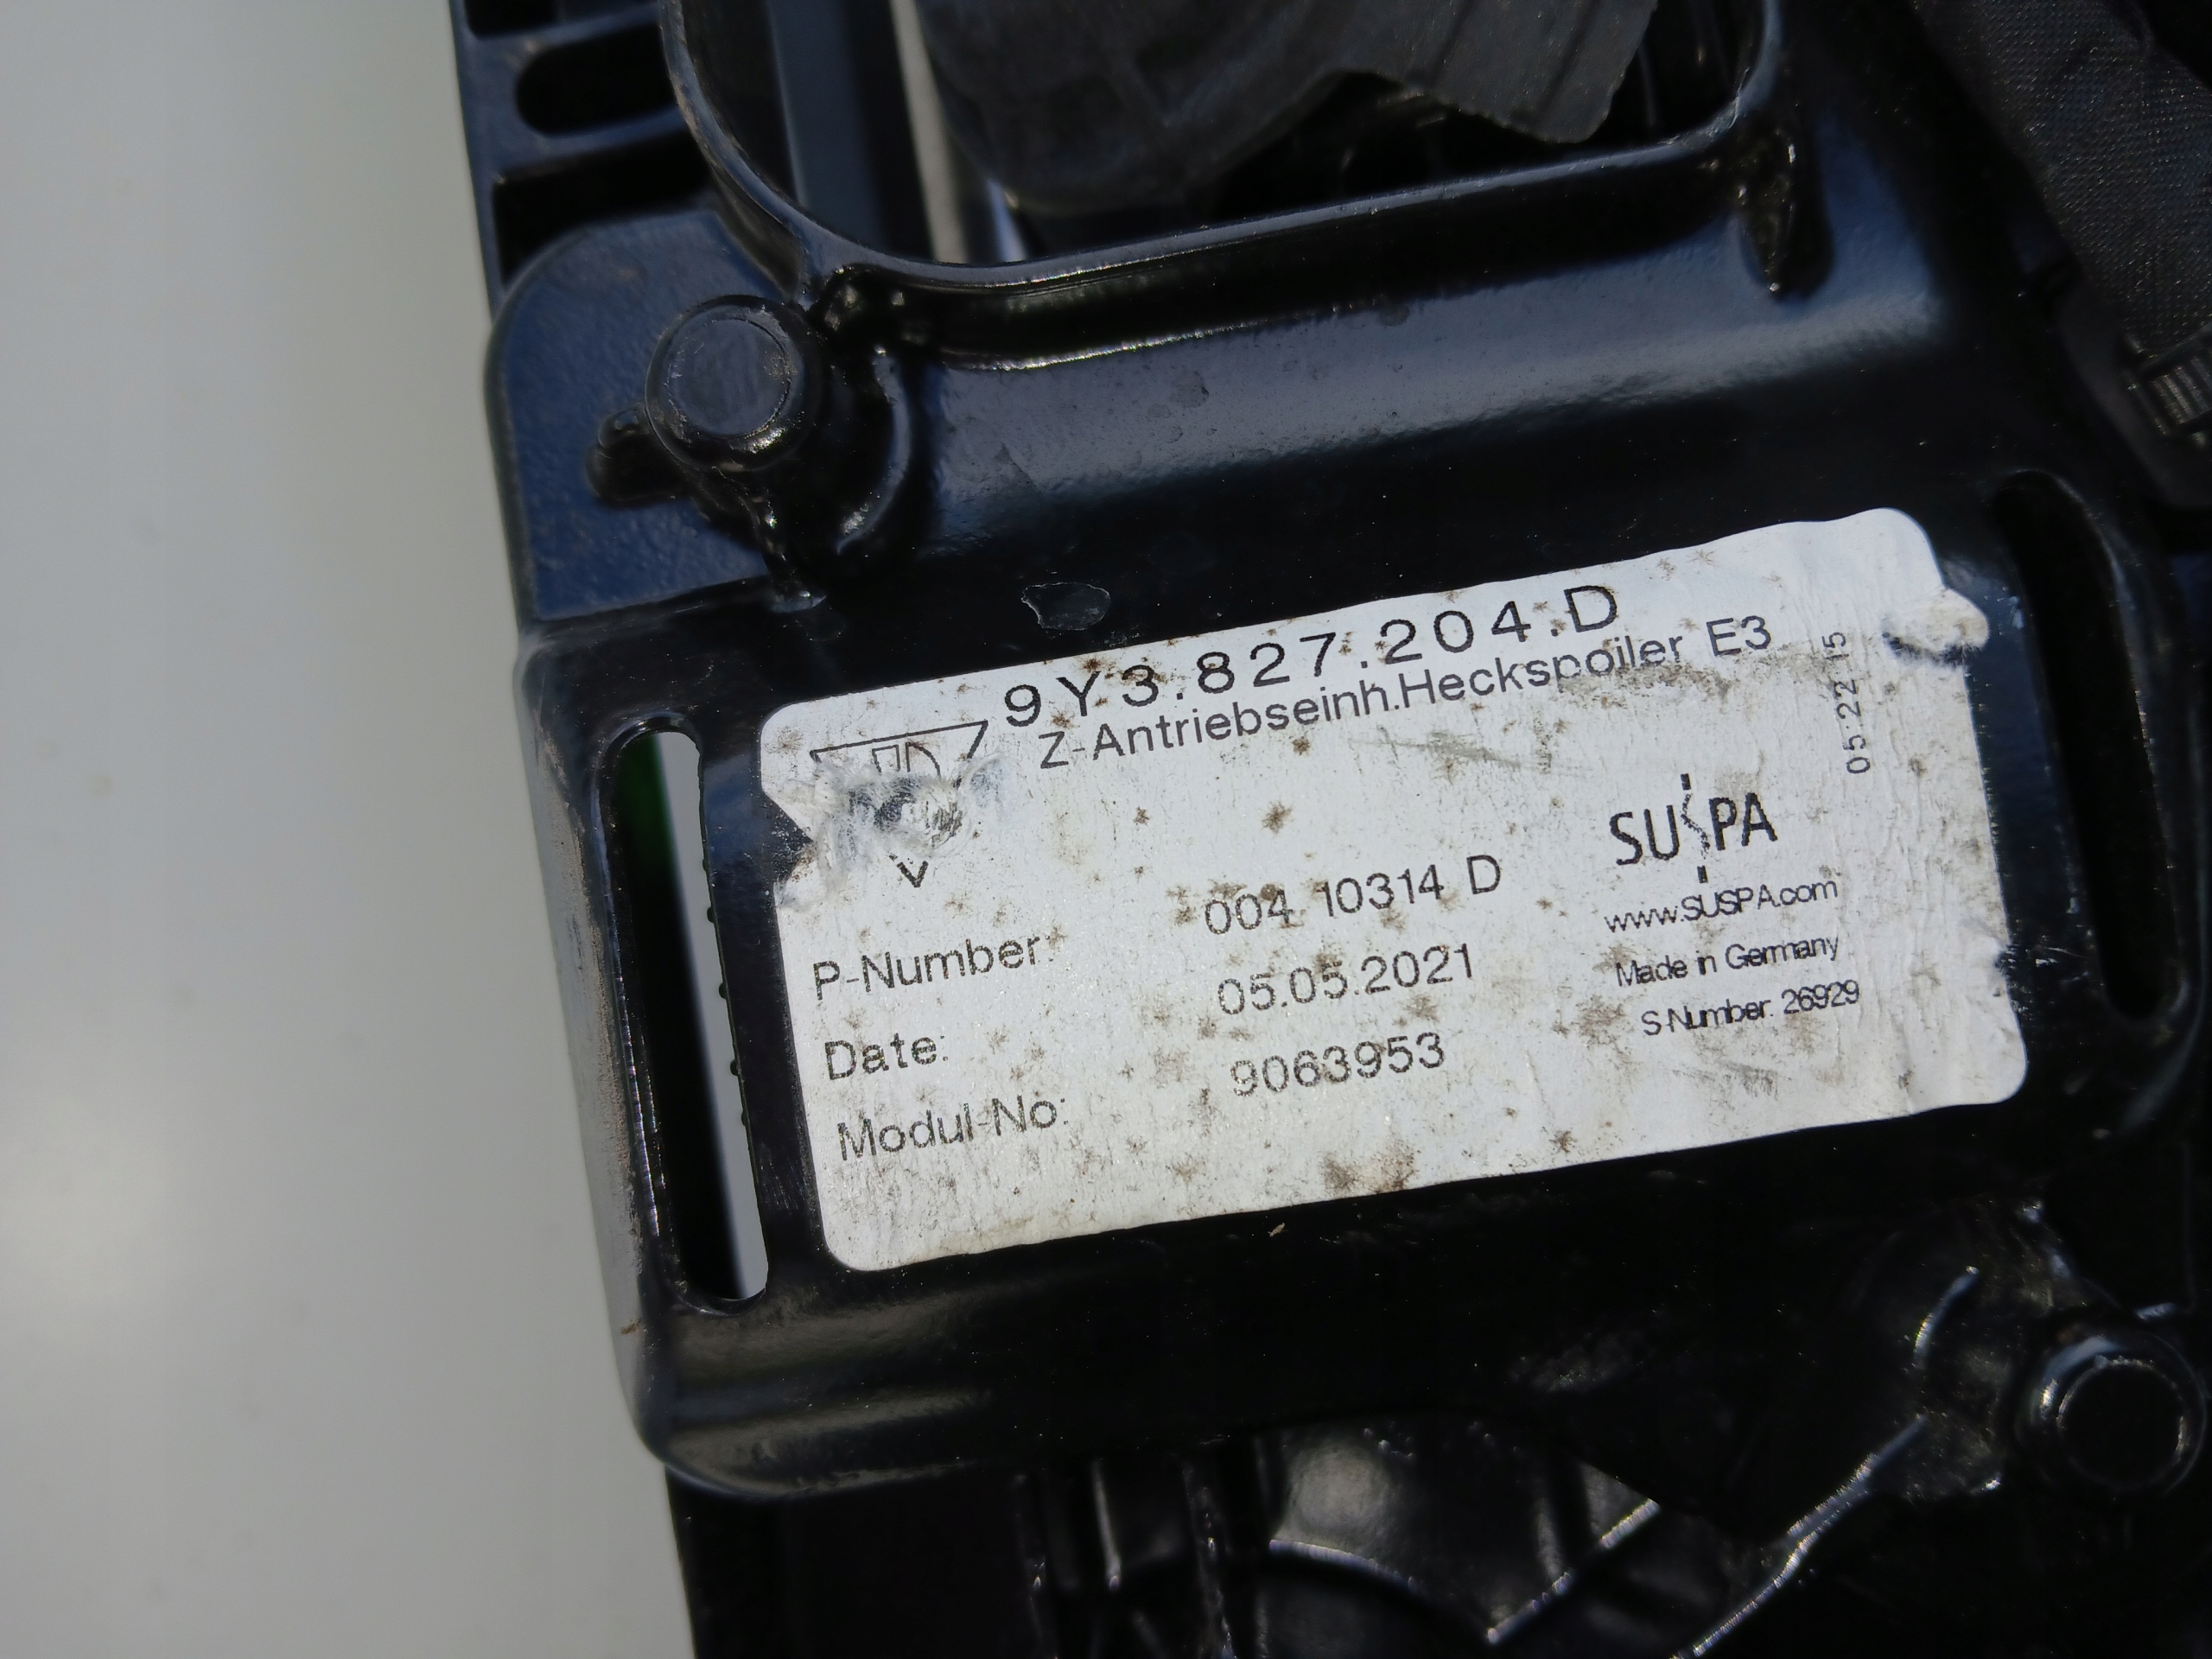 9Y3.827.204.D
Z-Antriebseinh.Heckspoiler E3
05:22:15
SUSPA
www.SUSPA.com
Made in Germany
S-Number: 26929
P-Number: 004 10314 D
Date: 05.05.2021
Modul-No: 9063953